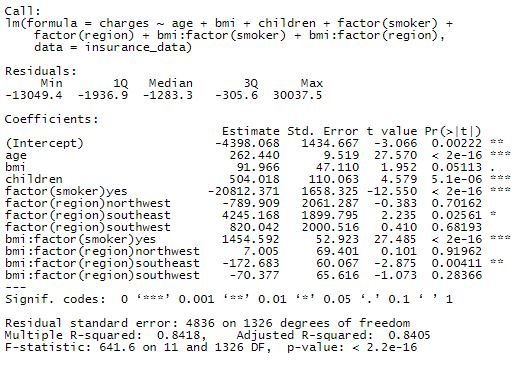 Call:
lm(formula = charges ~ age + bmi + children + factor(smoker) +
    factor(region) + bmi:factor(smoker) + bmi:factor(region),
    data = insurance_data)
Residuals:
     Min       1Q   Median       3Q      Max
-13049.4  -1936.9  -1283.3   -305.6  30037.5
Coefficients:
                              Estimate Std. Error t value Pr(>|t|)
(Intercept)                  -4398.068   1434.667  -3.066  0.00222 **
age                            262.440      9.519  27.570  < 2e-16 ***
bmi                             91.966     47.110   1.952  0.05113 .
children                       504.018    110.063   4.579  5.1e-06 ***
factor(smoker)yes           -20812.371   1658.325 -12.550  < 2e-16 ***
factor(region)northwest       -789.909   2061.287  -0.383  0.70162
factor(region)southeast       4245.168   1899.795   2.235  0.02561 *
factor(region)southwest        820.042   2000.516   0.410  0.68193
bmi:factor(smoker)yes         1454.592     52.923  27.485  < 2e-16 ***
bmi:factor(region)northwest      7.005     69.401   0.101  0.91962
bmi:factor(region)southeast   -172.683     60.067  -2.875  0.00411 **
bmi:factor(region)southwest    -70.377     65.616  -1.073  0.28366
---
Signif. codes:  0 ‘***’ 0.001 ‘**’ 0.01 ‘*’ 0.05 ‘.’ 0.1 ‘ ’ 1
Residual standard error: 4836 on 1326 degrees of freedom
Multiple R-squared:  0.8418,    Adjusted R-squared:  0.8405
F-statistic: 641.6 on 11 and 1326 DF,  p-value: < 2.2e-16